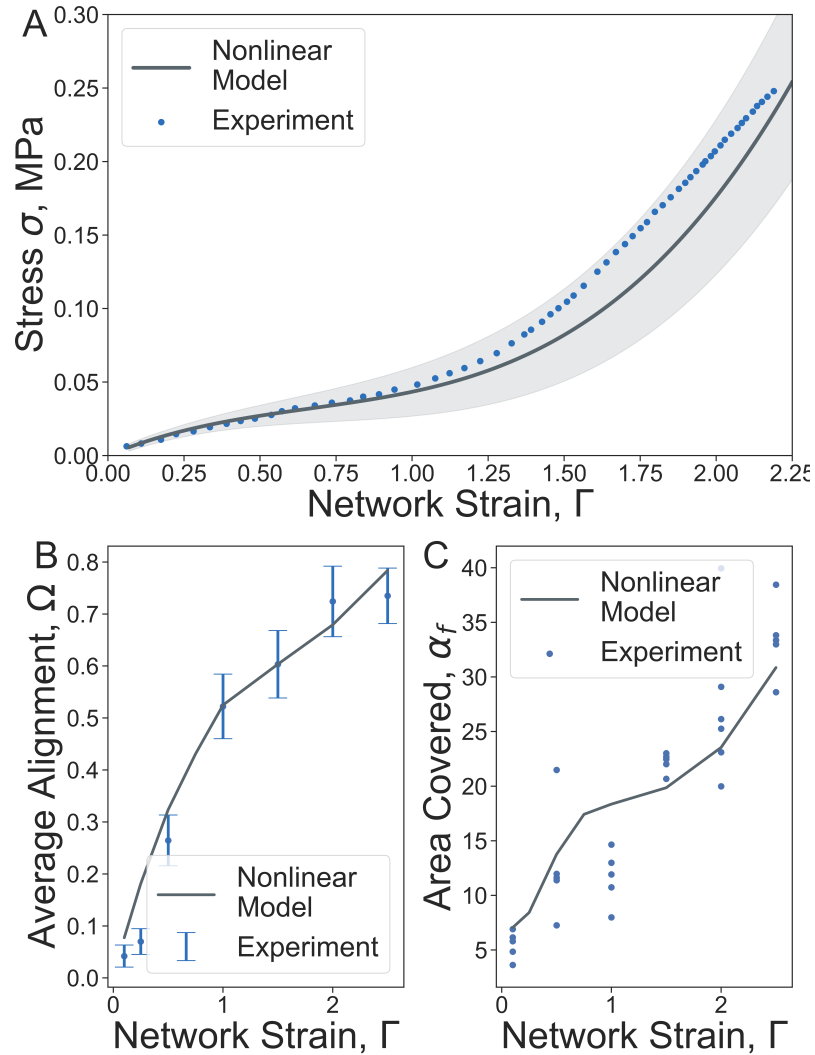 A
0.30
0.25
0.20
0.15
0.10
0.05
0.00
Stress σ, MPa
Nonlinear
Model
Experiment
0.00 0.25 0.50 0.75 1.00 1.25 1.50 1.75 2.00 2.25
Network Strain, Γ
B
0.8
0.7
0.6
0.5
0.4
0.3
0.2
0.1
0.0
Average Alignment, Ω
Nonlinear
Model
Experiment
0 1 2
Network Strain, Γ
C
40
35
30
25
20
15
10
5
Area Covered, αf
Nonlinear
Model
Experiment
0 1 2
Network Strain, Γ